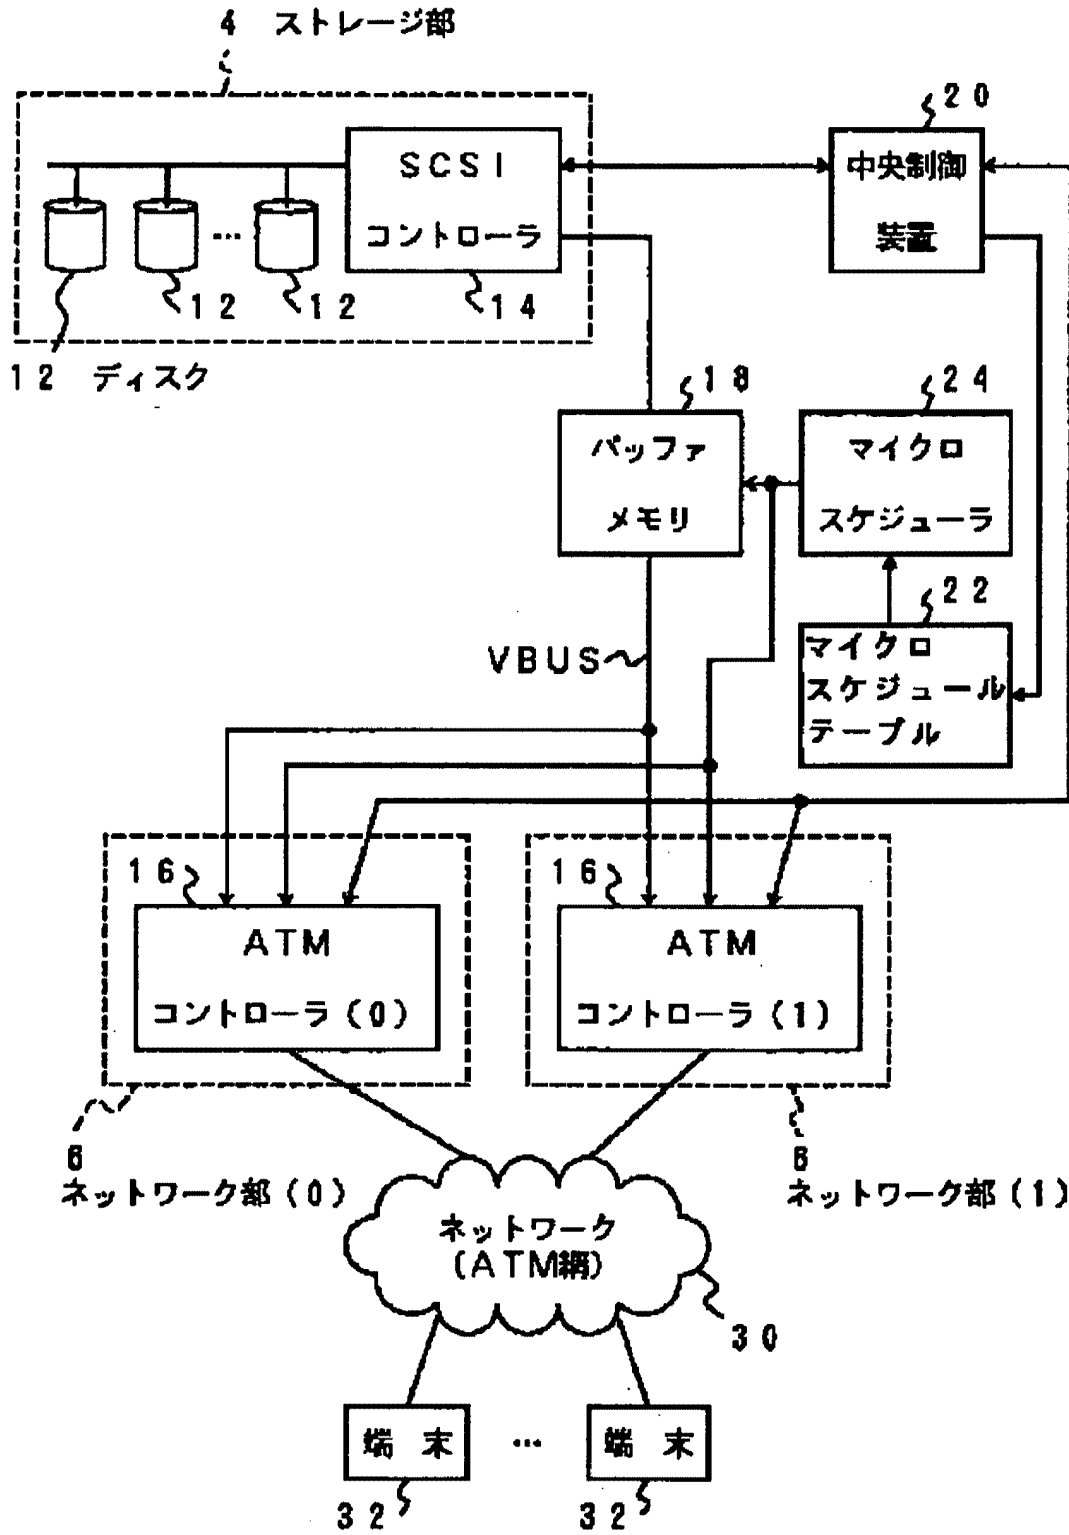 4 ストレージ部
20
SCSI
コントローラ
中央制御
装置
12
12
14
12 ディスク
18
24
バッファ
メモリ
マイクロ
スケジューラ
22
VBUS
マイクロ
スケジュール
テーブル
16
16
ATM
コントローラ(0)
ATM
コントローラ(1)
6
ネットワーク部(0)
6
ネットワーク部(1)
ネットワーク
(ATM網)
30
端末
…
端末
32
32